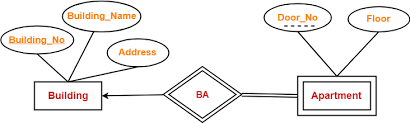 Building_Name
Door_No
Building_No
Floor
Address
Building
BA
Apartment